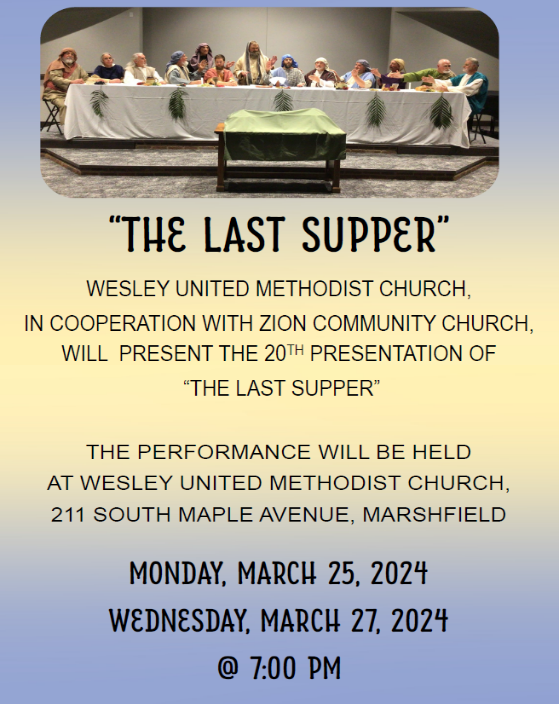 “THE LAST SUPPER”
WESLEY UNITED METHODIST CHURCH,
IN COOPERATION WITH ZION COMMUNITY CHURCH,
WILL PRESENT THE 20TH PRESENTATION OF
“THE LAST SUPPER”
THE PERFORMANCE WILL BE HELD
AT WESLEY UNITED METHODIST CHURCH,
211 SOUTH MAPLE AVENUE, MARSHFIELD
MONDAY, MARCH 25, 2024
WEDNESDAY, MARCH 27, 2024
@ 7:00 PM